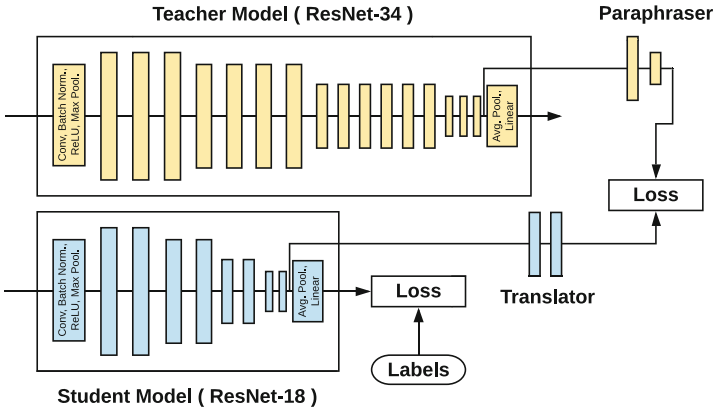 Teacher Model ( ResNet-34 )
Paraphraser
Conv, Batch Norm.,
ReLU, Max Pool.
Avg. Pool.,
Linear
Loss
Conv, Batch Norm.,
ReLU, Max Pool.
Avg. Pool.,
Linear
Loss
Translator
Labels
Student Model ( ResNet-18 )